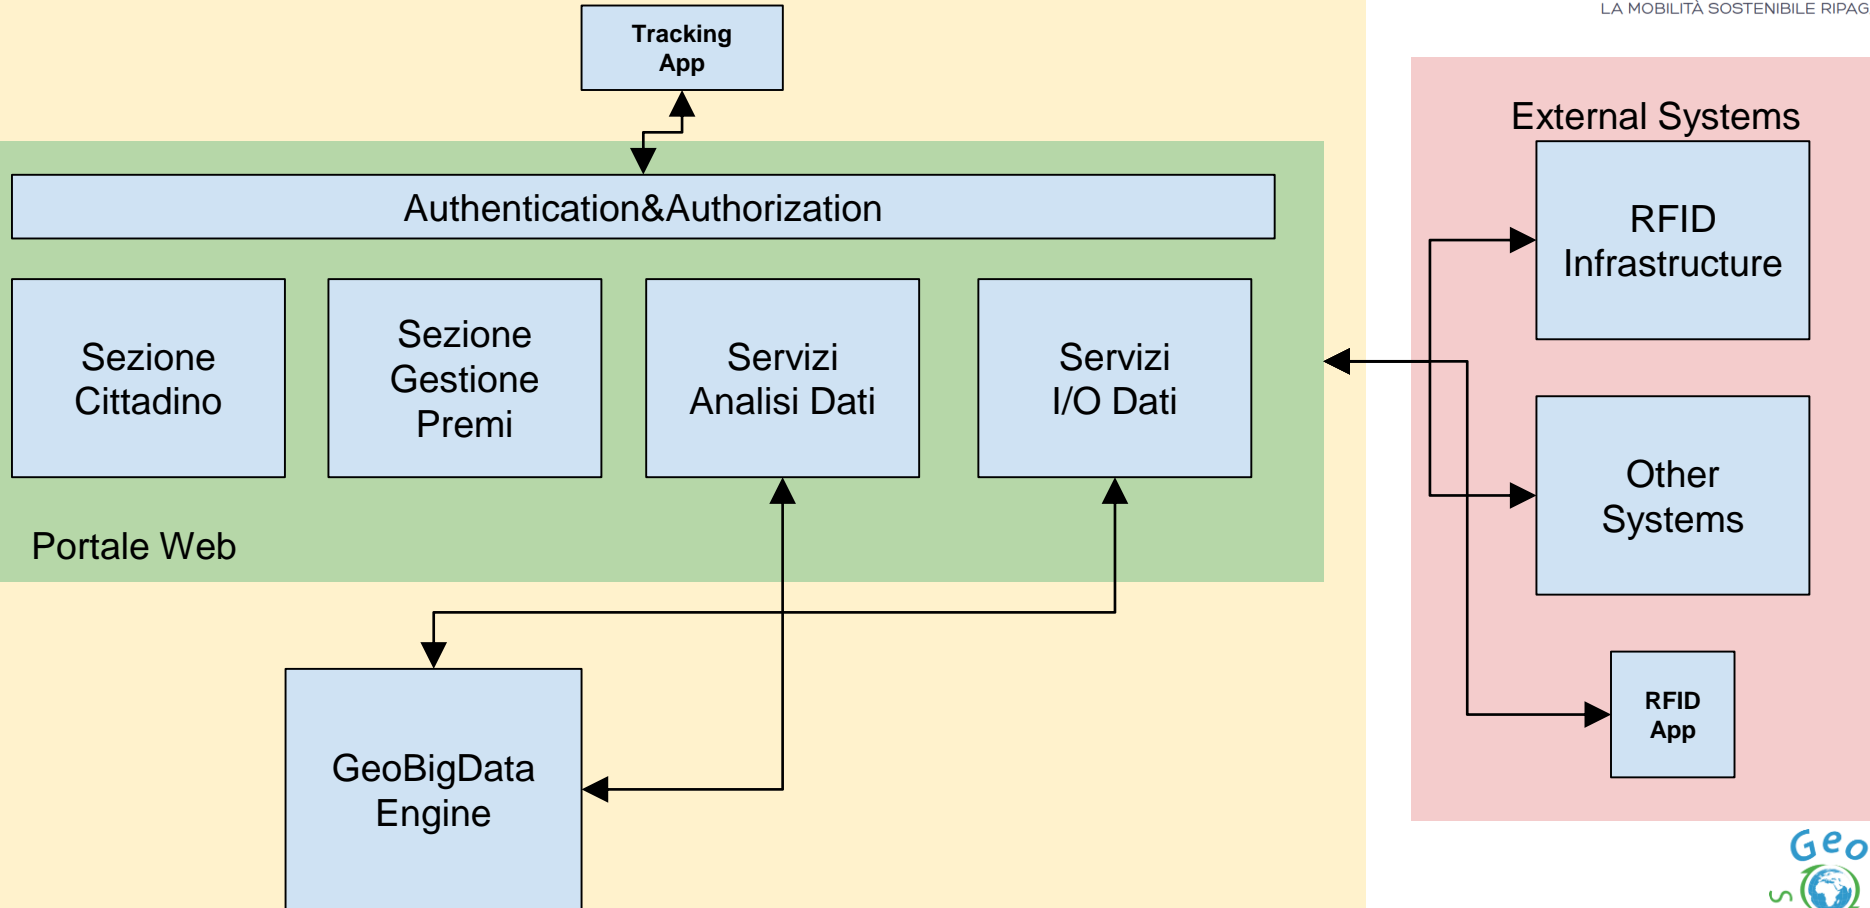 LA MOBILITÀ SOSTENIBILE RIPAG
Tracking
App
External Systems
Authentication&Authorization
RFID
Infrastructure
Sezione
Cittadino
Sezione
Gestione
Premi
Servizi
Analisi Dati
Servizi
I/O Dati
Other
Systems
Portale Web
RFID
App
GeoBigData
Engine
Geo